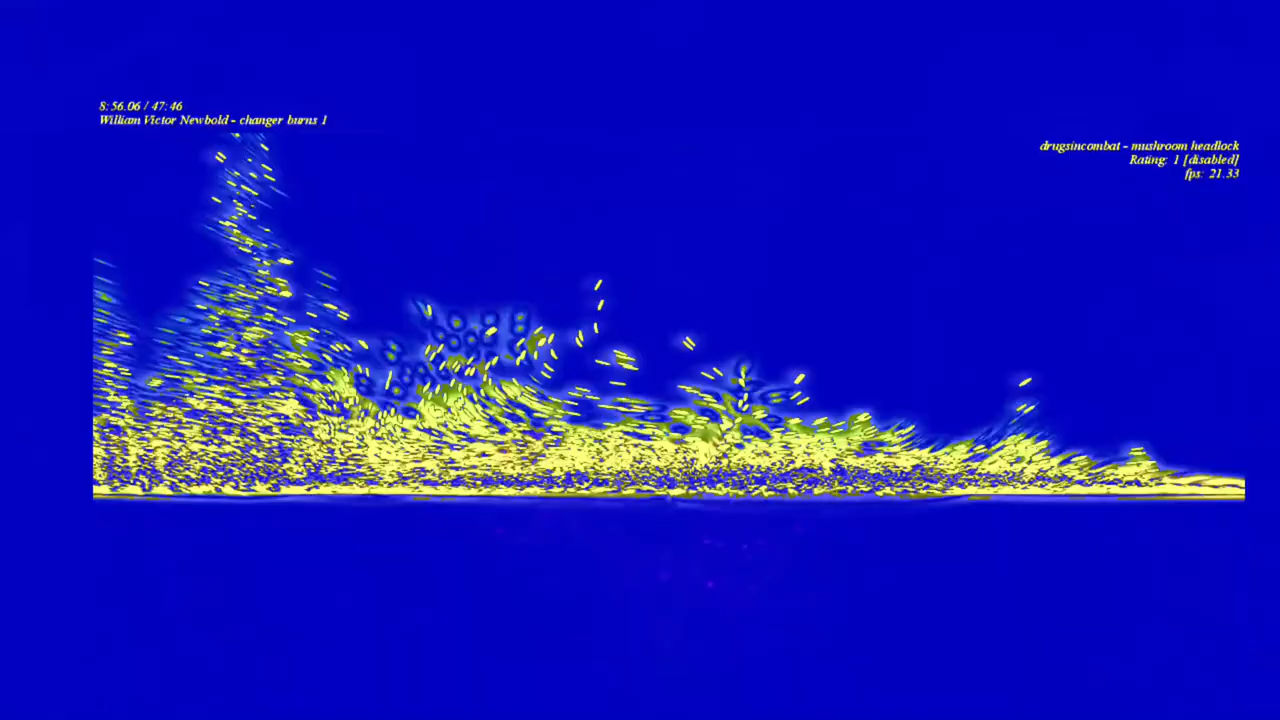 8:56.06 / 47:46
William Victor Newbold - changer burns 1
drugsincombat - mushroom headlock
Rating: 1 [disabled]
fps: 21.33